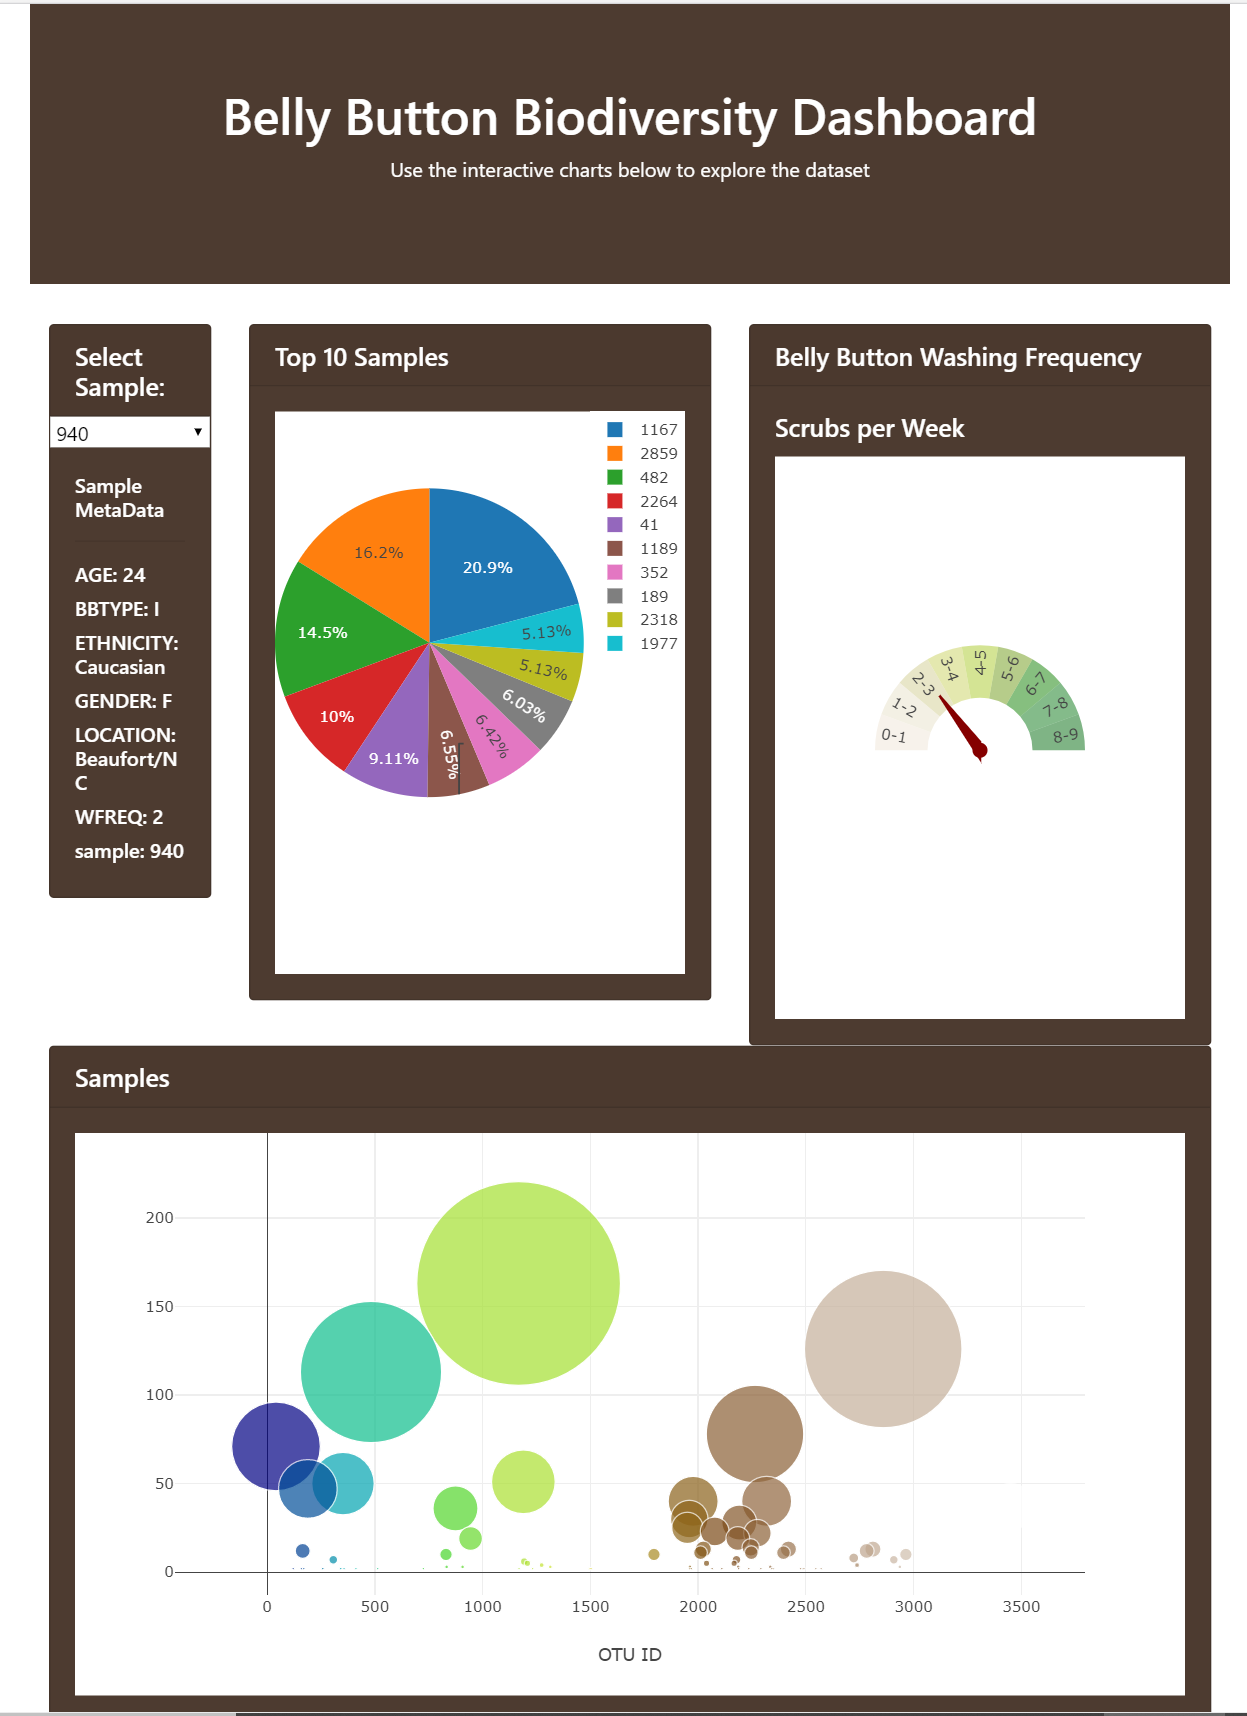 Belly Button Biodiversity Dashboard
Use the interactive charts below to explore the dataset
Select
Sample:
940
Sample
MetaData
AGE: 24
BBTYPE: I
ETHNICITY:
Caucasian
GENDER: F
LOCATION:
Beaufort/N
C
WFREQ: 2
sample: 940
Top 10 Samples
1167
2859
482
2264
41
1189
352
189
2318
1977
20.9%
16.2%
14.5%
10%
9.11%
6.55%
6.42%
6.03%
5.13%
5.13%
Belly Button Washing Frequency
Scrubs per Week
0-1
1-2
2-3
3-4
4-5
5-6
6-7
7-8
8-9
Samples
200
150
100
50
0
0 500 1000 1500 2000 2500 3000 3500
OTU ID